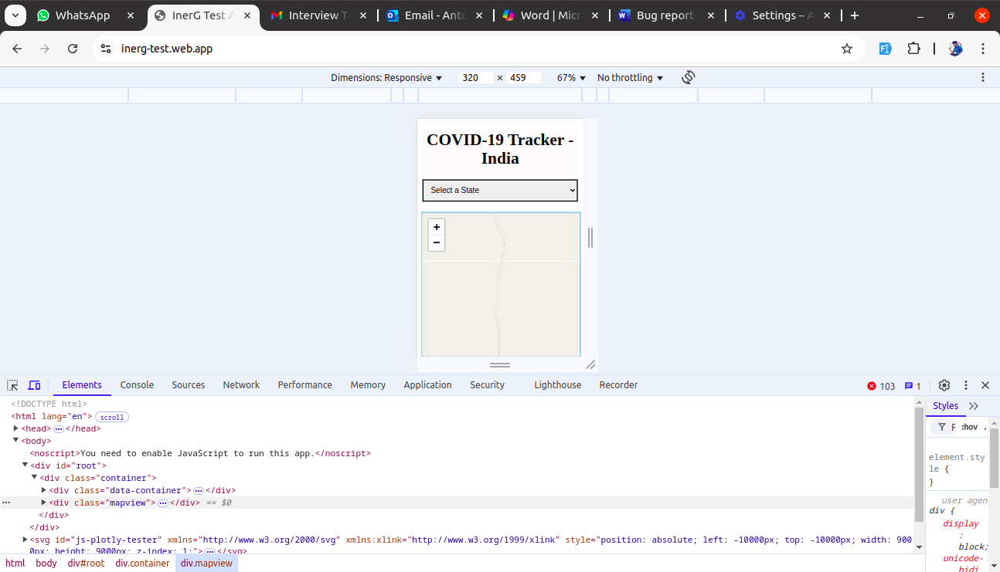 WhatsApp
InerG Test A
Interview Ta
Email - Anto
Word | Micr
Bug report-
Settings – A
inerg-test.web.app
Dimensions: Responsive 320 × 459 67% No throttling
COVID-19 Tracker -
India
Select a State
+
−
Elements Console Sources Network Performance Memory Application Security Lighthouse Recorder 103 1
<!DOCTYPE html>
<html lang="en"> scroll
<head> ⋯ </head>
<body>
<noscript>You need to enable JavaScript to run this app.</noscript>
<div id="root">
<div class="container">
<div class="data-container"> ⋯ </div>
<div class="mapview"> ⋯ </div> == $0
</div>
</div>
<svg id="js-plotly-tester" xmlns="http://www.w3.org/2000/svg" xmlns:xlink="http://www.w3.org/1999/xlink" style="position: absolute; left: -10000px; top: -10000px; width: 900
0px; height: 9000px; z-index: 1;"> ⋯ </svg>
html body div#root div.container div.mapview
Styles
F :hov .
element.sty
le {
}
user agen
div {
display
:
block;
unicode-
bidi